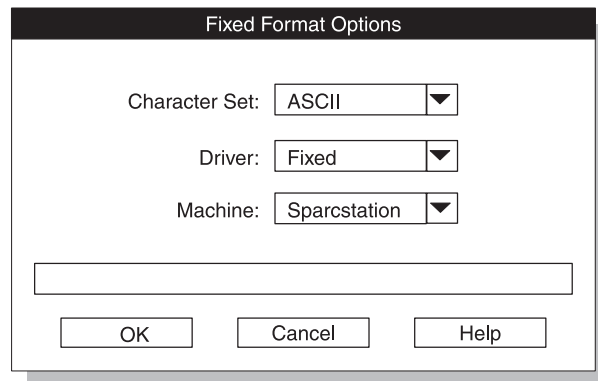 Fixed Format Options
Character Set: ASCII
Driver: Fixed
Machine: Sparcstation
OK Cancel Help